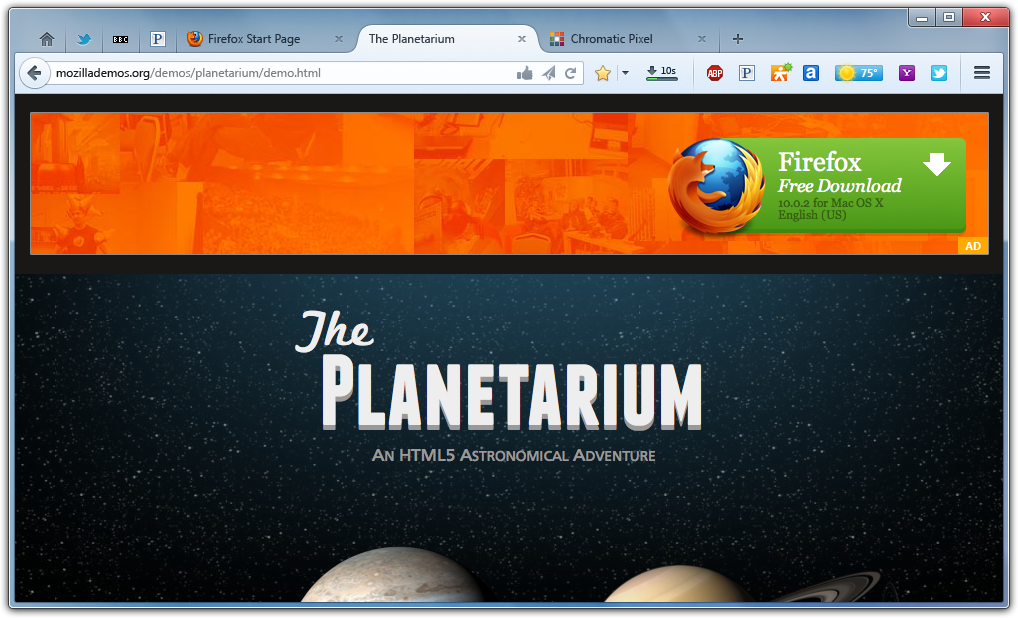 BBC
P
Firefox Start Page
The Planetarium
Chromatic Pixel
mozillademos.org/demos/planetarium/demo.html
10s
ABP
P
a
75°
Y
Firefox
Free Download
10.0.2 for Mac OS X
English (US)
AD
The
PLANETARIUM
AN HTML5 ASTRONOMICAL ADVENTURE